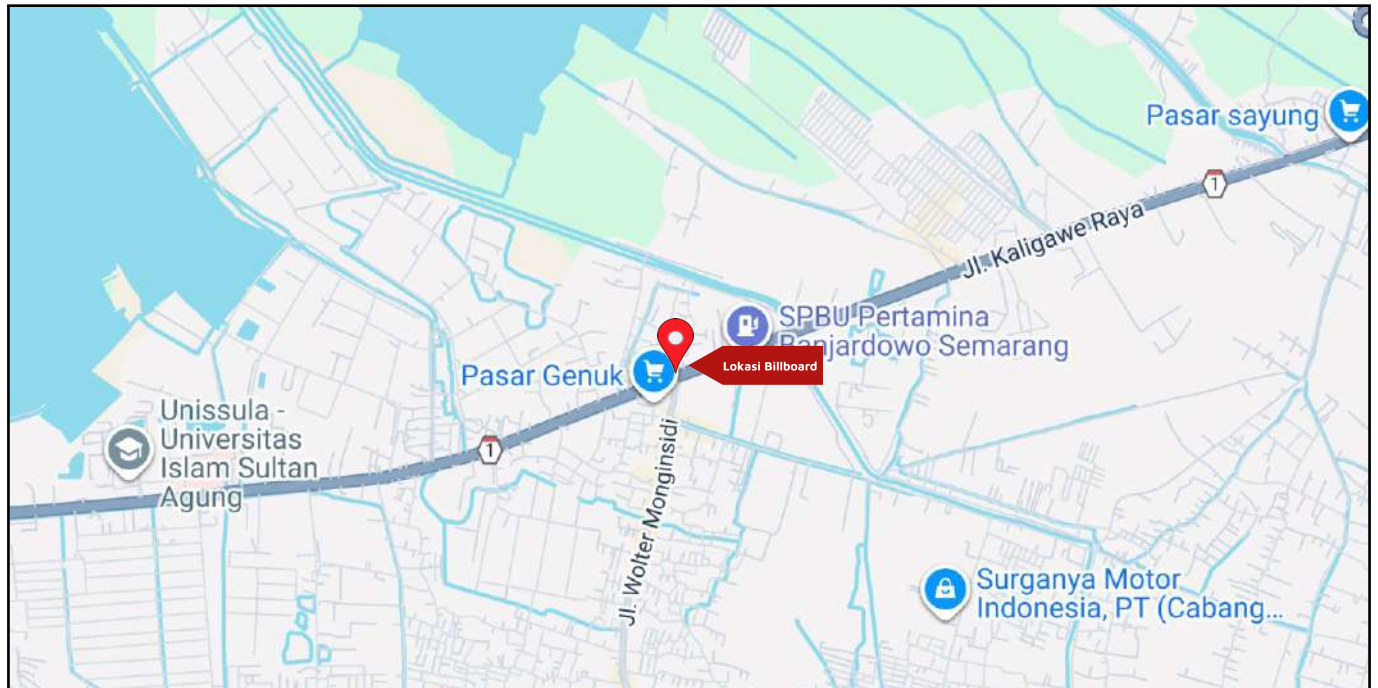 Pasar sayung
1
Jl. Kaligawe Raya
SPBU Pertamina
Banjardowo Semarang
Lokasi Billboard
Pasar Genuk
Unissula -
Universitas
Islam Sultan
Agung
1
Jl. Wolter Monginsidi
Surganya Motor
Indonesia, PT (Cabang...